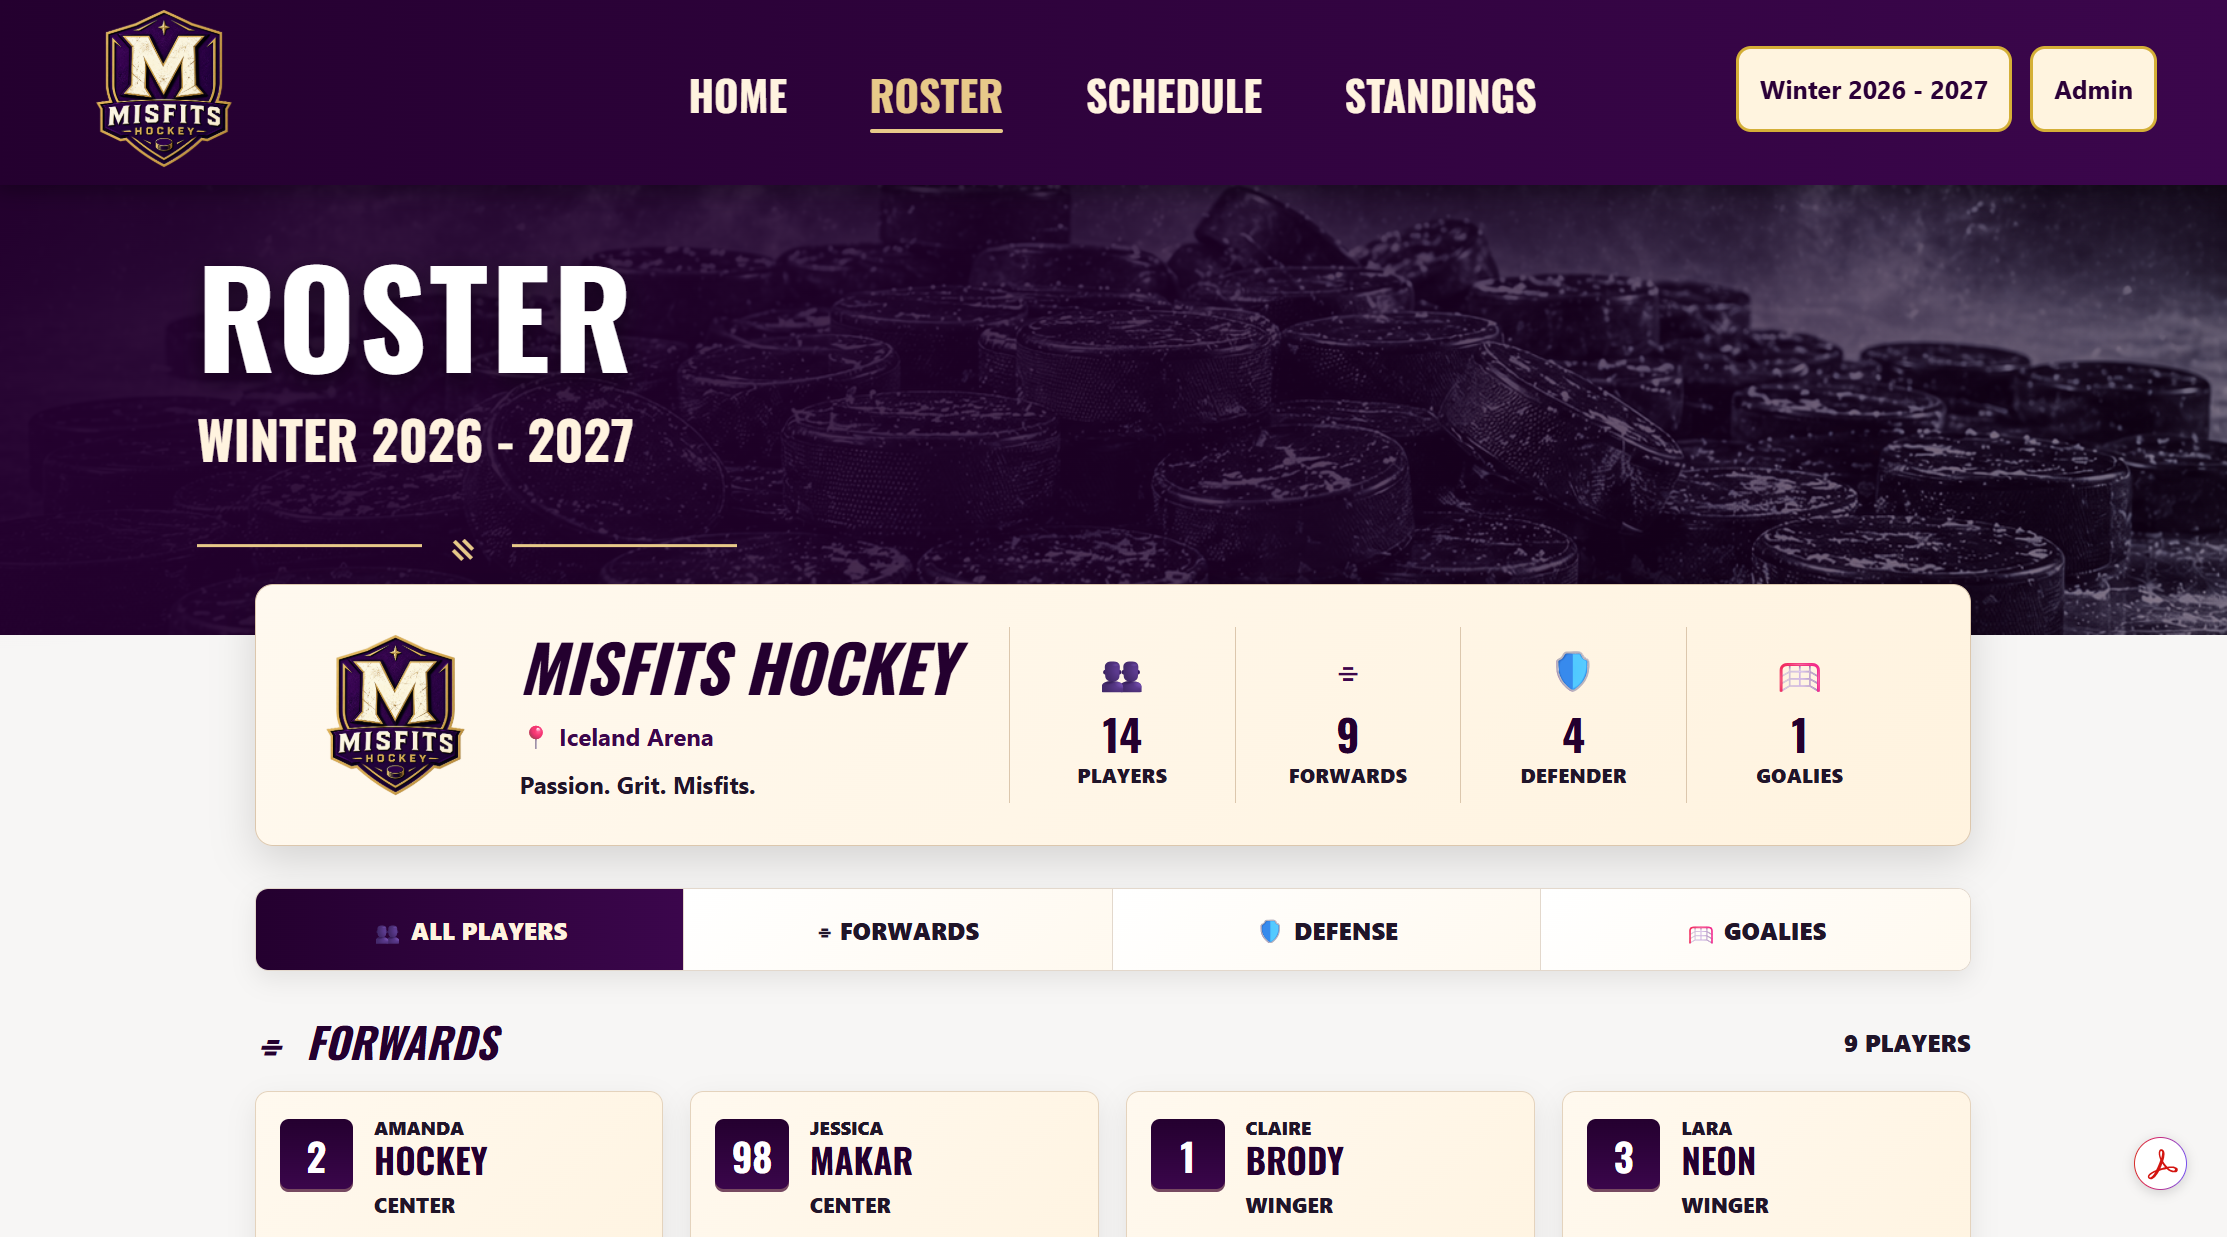 M
MISFITS
HOCKEY
HOME
ROSTER
SCHEDULE
STANDINGS
Winter 2026 - 2027
Admin
ROSTER
WINTER 2026 - 2027
M
MISFITS
HOCKEY
MISFITS HOCKEY
Iceland Arena
Passion. Grit. Misfits.
14
PLAYERS
9
FORWARDS
4
DEFENDER
1
GOALIES
ALL PLAYERS
FORWARDS
DEFENSE
GOALIES
FORWARDS
9 PLAYERS
2
AMANDA
HOCKEY
CENTER
98
JESSICA
MAKAR
CENTER
1
CLAIRE
BRODY
WINGER
3
LARA
NEON
WINGER